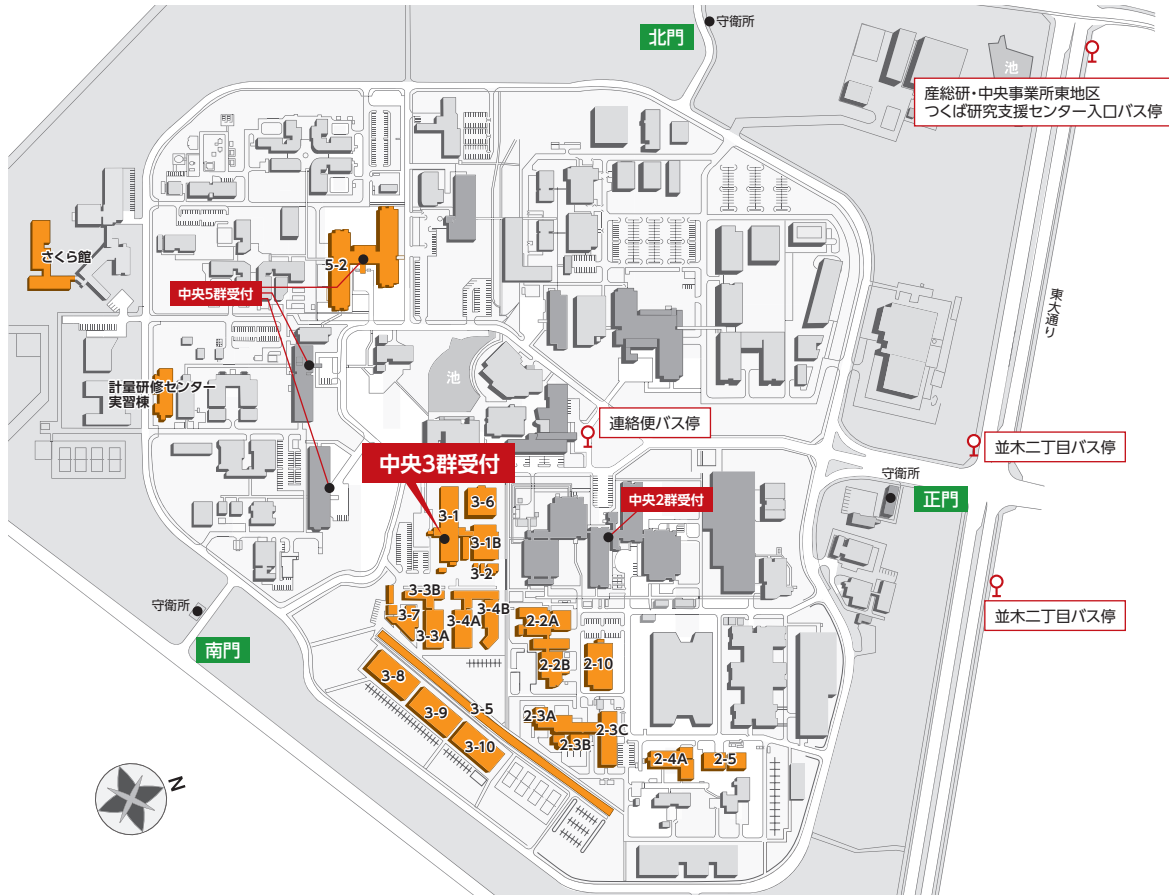 守衛所
北門
池
産総研・中央事業所東地区
つくば研究支援センター入口バス停
さくら館
5-2
中央5群受付
東大通り
計量研修センター
実習棟
池
連絡便バス停
並木二丁目バス停
中央3群受付
守衛所
正門
中央2群受付
3-6
3-1
3-1B
3-2
3-3B
3-4B
3-7
3-4A
3-3A
守衛所
南門
並木二丁目バス停
2-2A
2-2B
2-10
3-8
3-9
3-5
3-10
2-3A
2-3B
2-3C
2-4A
2-5
N